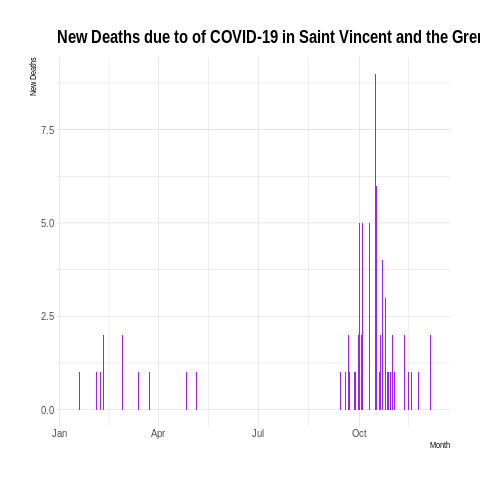 New Deaths due to of COVID-19 in Saint Vincent and the Gren
New Deaths
7.5
5.0
2.5
0.0
Jan Apr Jul Oct
Month